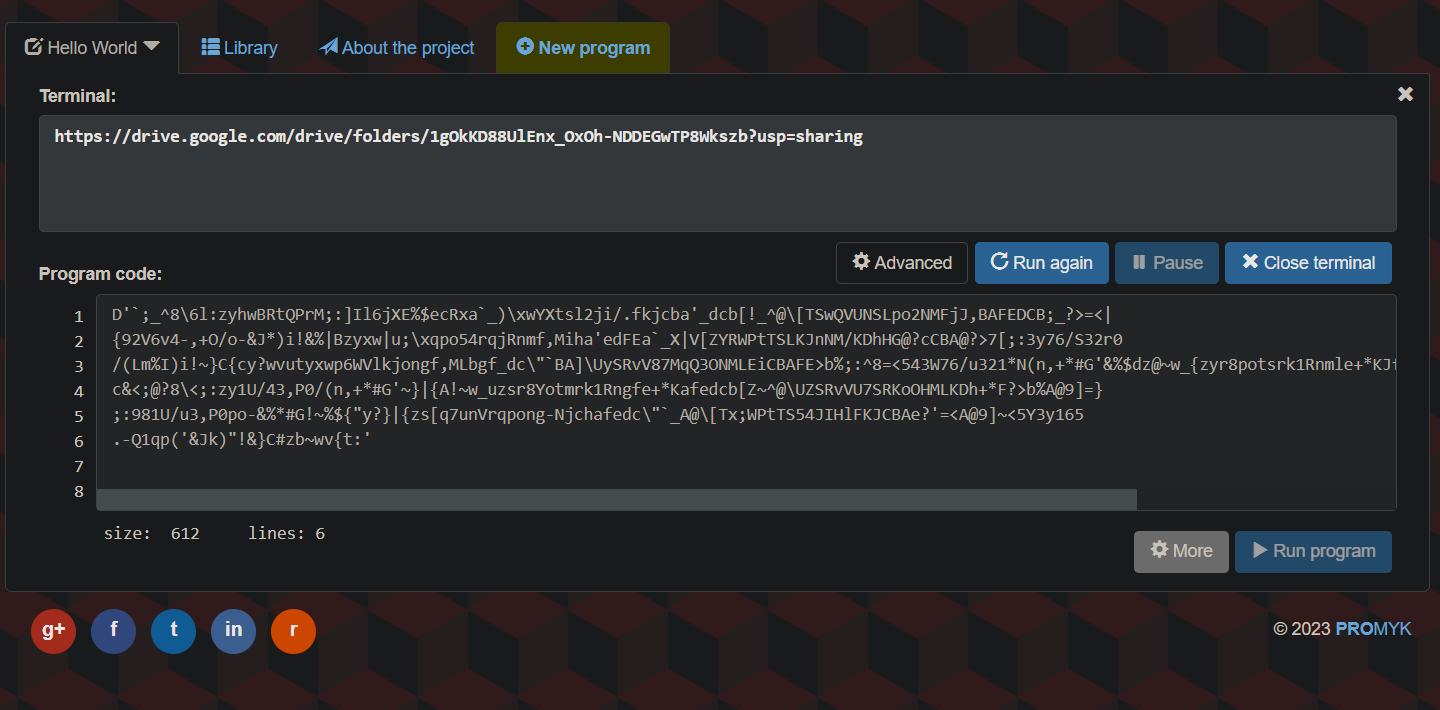 Hello World
Library
About the project
New program
Terminal:
https://drive.google.com/drive/folders/1gOkKD88UlEnx_OxOh-NDDEGwTP8Wkszb?usp=sharing
Advanced
Run again
Pause
Close terminal
Program code:
1 D'`;_^8\6l:zyhwBRtQPrM;:]Il6jXE%$ecRxa`_)\xwYXtsl2ji/.fkjcba'_dcb[!_^@\[TSwQVUNSLpo2NMFjJ,BAFEDCB;_?>=<|
2 {92V6v4-,+O/o-&J*)i!&%|Bzyxw|u;\xqpo54rqjRnmf,Miha'edFEa`_X|V[ZYRWPtTSLKJnNM/KDhHG@?cCBA@?>7[;:3y76/S32r0
3 /(Lm%I)i!~}C{cy?wvutyxwp6WVlkjongf,MLbgf_dc\"`BA]\UySRvV87MqQ3ONMLEiCBAFE>b%;:^8=<543W76/u321*N(n,+*#G'&%$dz@~w_{zyr8potsrk1Rnmle+*KJf
4 c&<;@?8\<;:zy1U/43,P0/(n,+*#G'~}|{A!~w_uzsr8Yotmrk1Rngfe+*Kafedcb[Z~^@\UZSRvVU7SRKoOHMLKDh+*F?>b%A@9]=}
5 ;:981U/u3,P0po-&%*#G!~%${"y?}|{zs[q7unVrqpong-Njchafedc\"`_A@\[Tx;WPtTS54JIHlFKJCBAe?'=<A@9]~<5Y3y165
6 .-Q1qp('&Jk)"!&}C#zb~wv{t:'
7
8
size: 612 lines: 6
More
Run program
g+ f t in r
© 2023 PROMYK